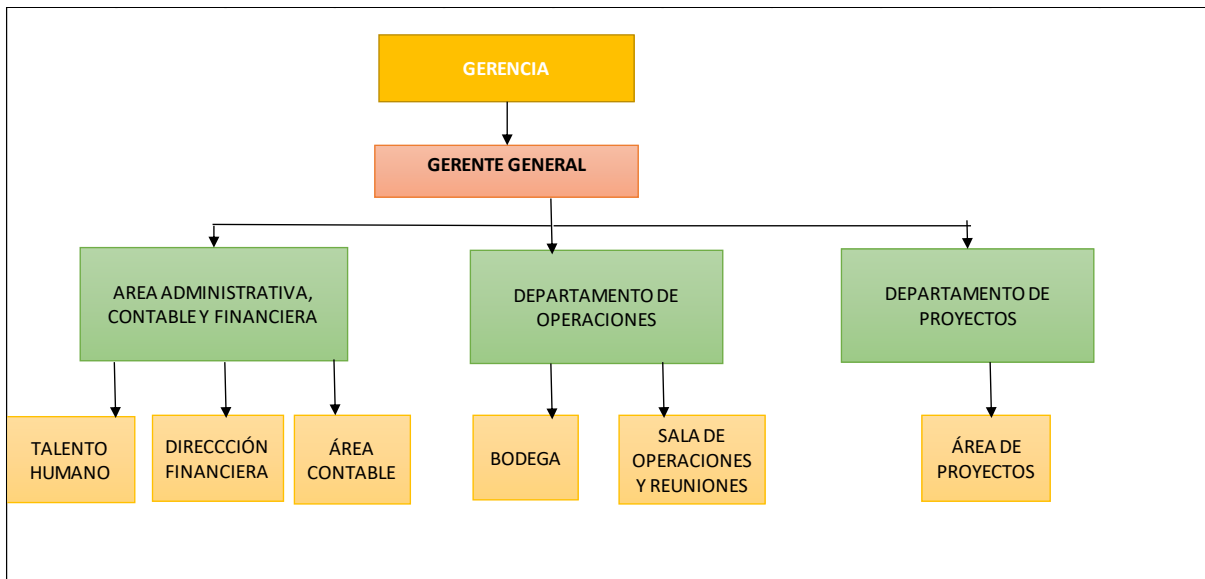 GERENCIA
GERENTE GENERAL
AREA ADMINISTRATIVA,
CONTABLE Y FINANCIERA
DEPARTAMENTO DE
OPERACIONES
DEPARTAMENTO DE
PROYECTOS
TALENTO
HUMANO
DIRECCCIÓN
FINANCIERA
ÁREA
CONTABLE
BODEGA
SALA DE
OPERACIONES
Y REUNIONES
ÁREA DE
PROYECTOS